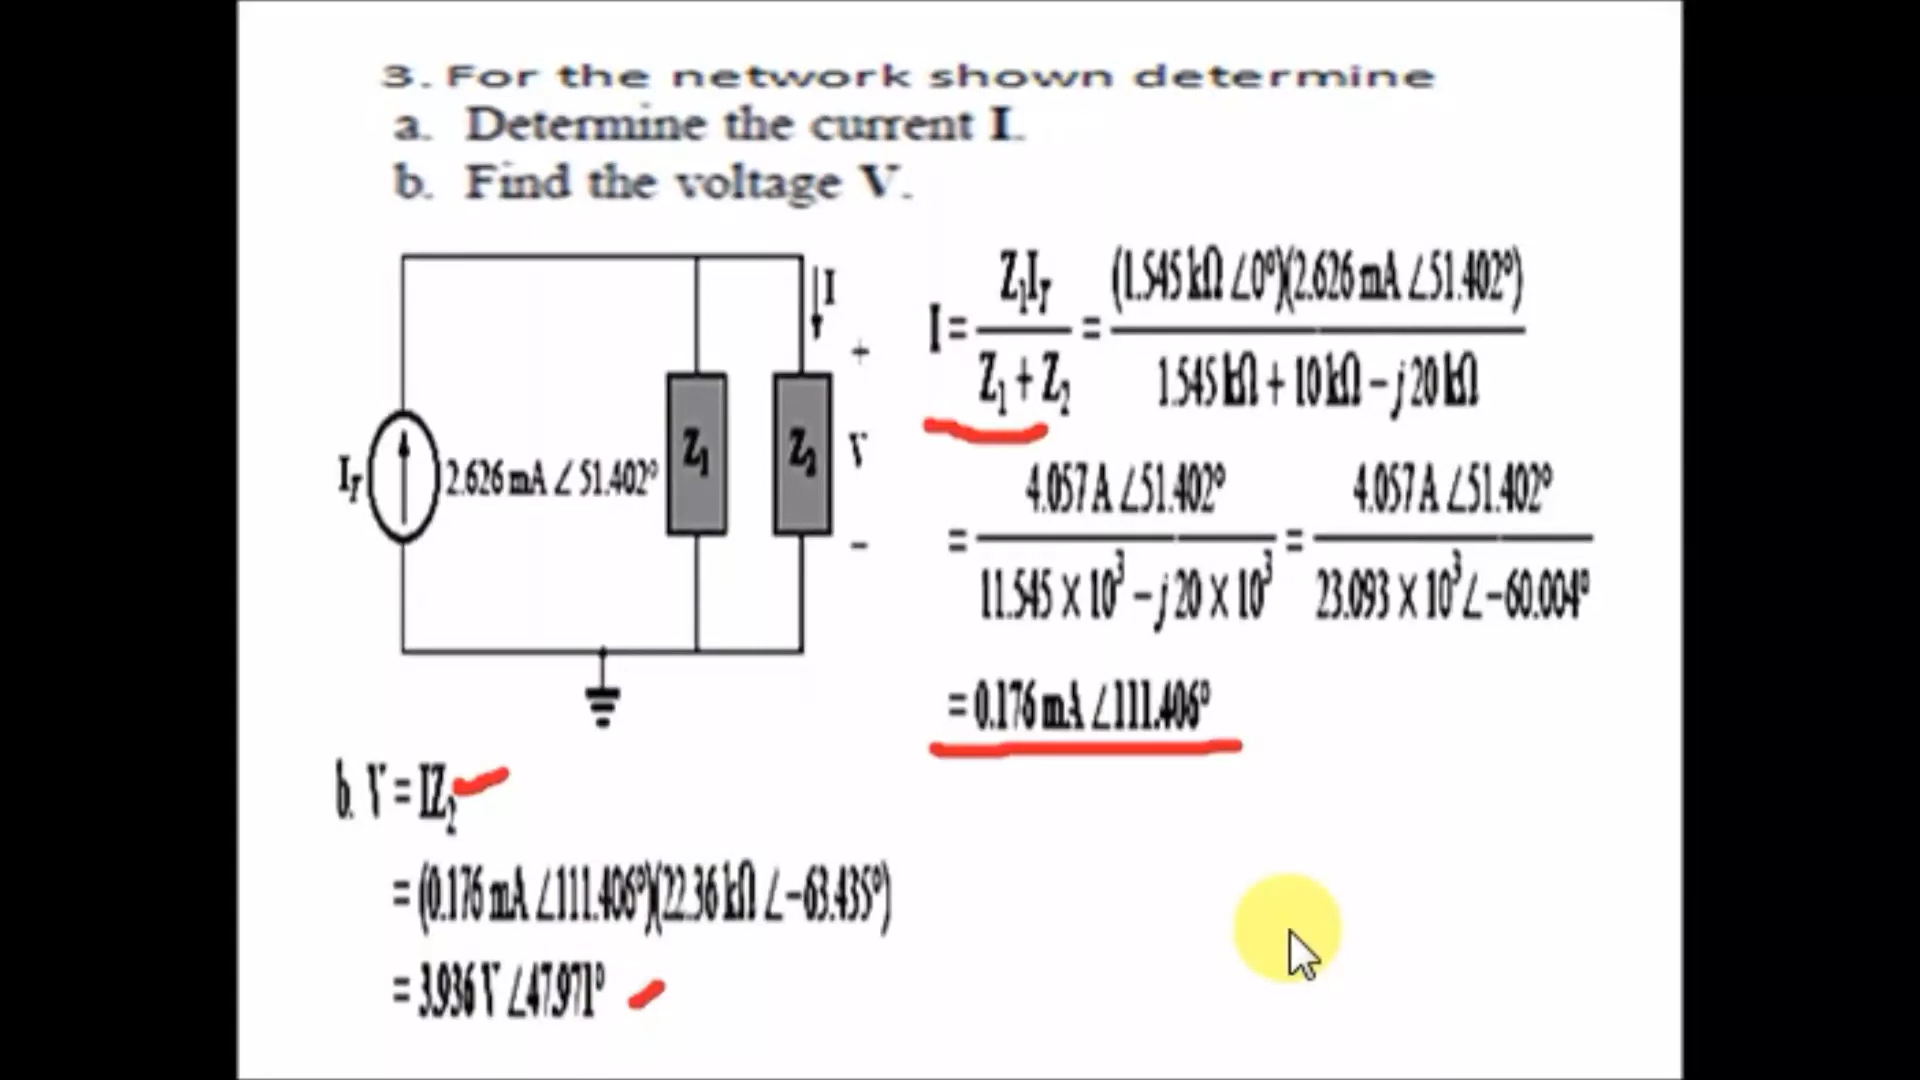 3. For the network shown determine
a. Determine the current I.
b. Find the voltage V.
I
+
I_T
2.626 mA ∠ 51.402°
Z₁
Z₂
V
−
I = Z₁I_T / Z₁ + Z₂ = (1.545 kΩ ∠0°)(2.626 mA ∠51.402°) / 1.545 kΩ + 10 kΩ − j 20 kΩ
= 4.057 A ∠51.402° / 11.545 × 10³ − j 20 × 10³ = 4.057 A ∠51.402° / 23.093 × 10³ ∠−60.004°
= 0.176 mA ∠111.406°
b. V = IZ₂
= (0.176 mA ∠111.406°)(22.36 kΩ ∠−63.435°)
= 3.936 V ∠47.971°